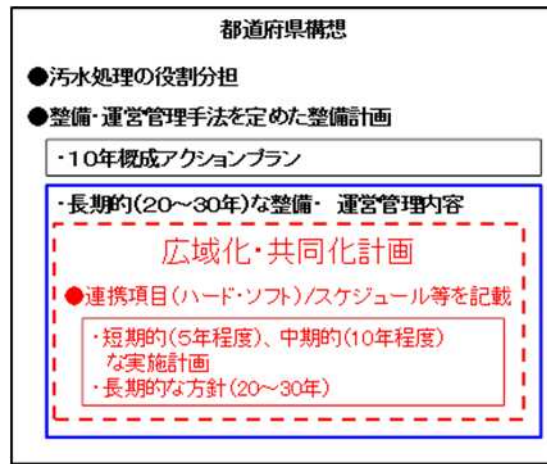 都道府県構想
●汚水処理の役割分担
●整備・運営管理手法を定めた整備計画
・10年概成アクションプラン
・長期的(20～30年)な整備・ 運営管理内容
広域化・共同化計画
●連携項目(ハード・ソフト)/スケジュール等を記載
・短期的(5年程度)、中期的(10年程度)
な実施計画
・長期的な方針(20～30年)